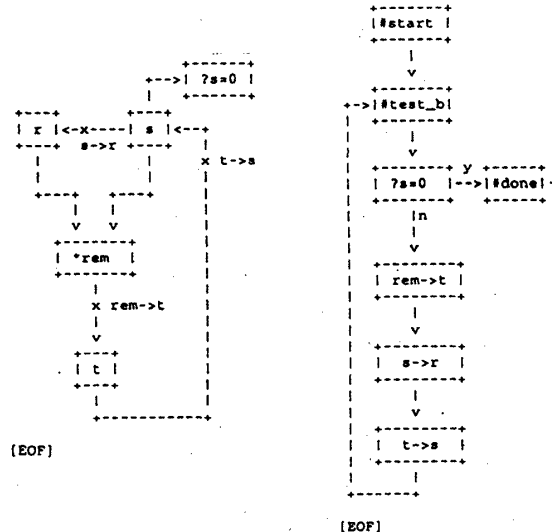 ?s=0
r
x
s
s->r
x t->s
*rem
x rem->t
t
[EOF]
#start
#test_b
?s=0
y
#done
n
rem->t
s->r
t->s
[EOF]